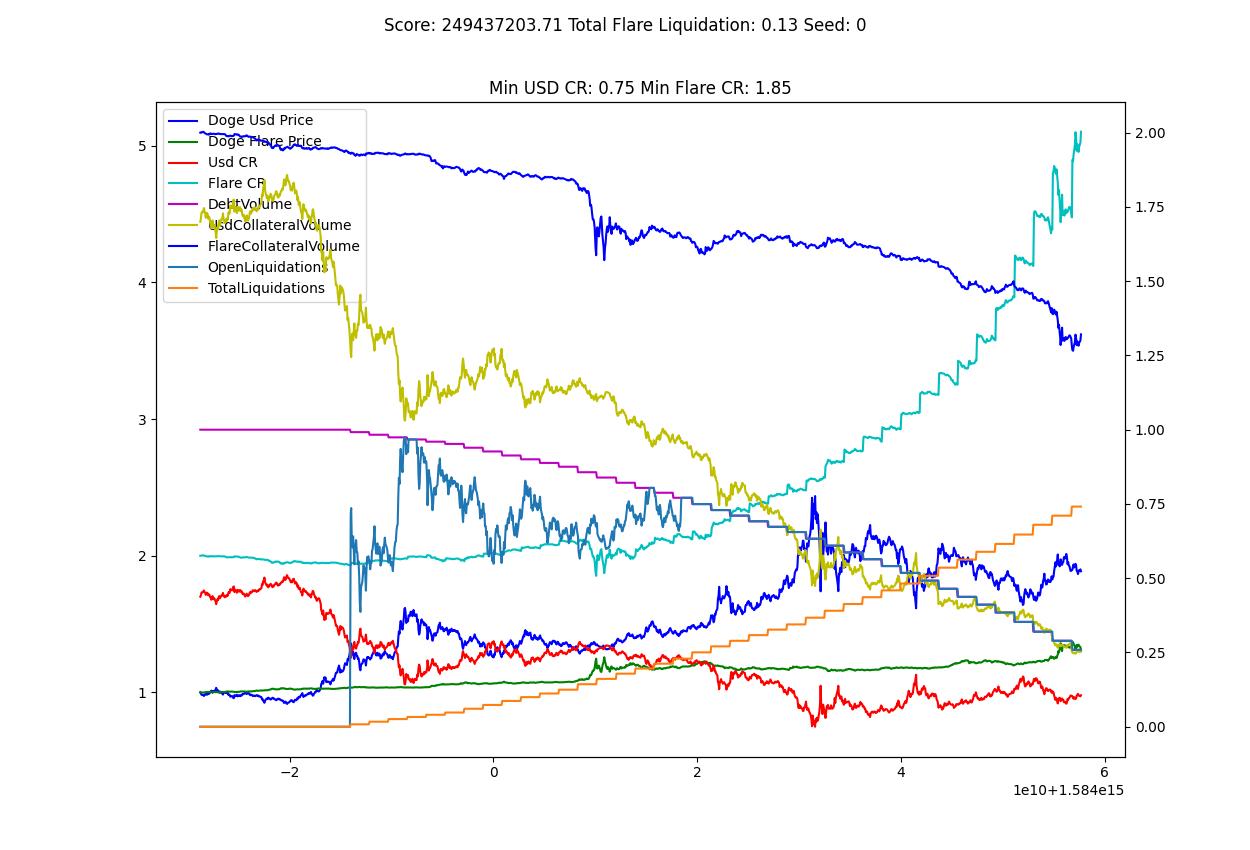 Score: 249437203.71 Total Flare Liquidation: 0.13 Seed: 0
Min USD CR: 0.75 Min Flare CR: 1.85
Doge Usd Price
Doge Flare Price
Usd CR
Flare CR
DebtVolume
UsdCollateralVolume
FlareCollateralVolume
OpenLiquidations
TotalLiquidations
5
4
3
2
1
2.00
1.75
1.50
1.25
1.00
0.75
0.50
0.25
0.00
−2 0 2 4 6
1e10+1.584e15